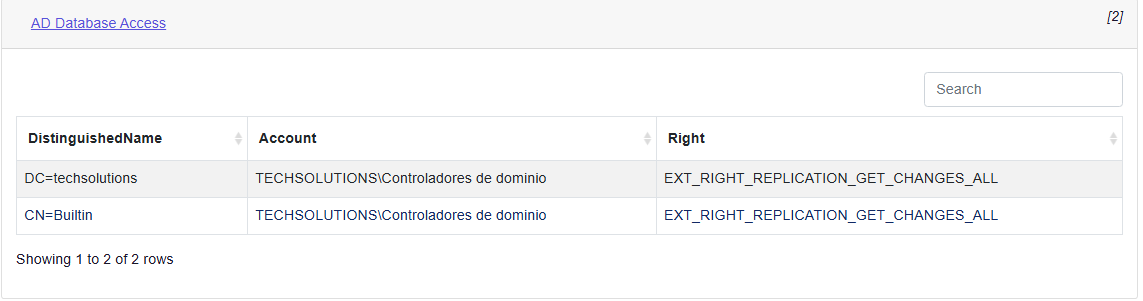 AD Database Access [2]
Search
DistinguishedName Account Right
DC=techsolutions TECHSOLUTIONS\Controladores de dominio EXT_RIGHT_REPLICATION_GET_CHANGES_ALL
CN=Builtin TECHSOLUTIONS\Controladores de dominio EXT_RIGHT_REPLICATION_GET_CHANGES_ALL
Showing 1 to 2 of 2 rows